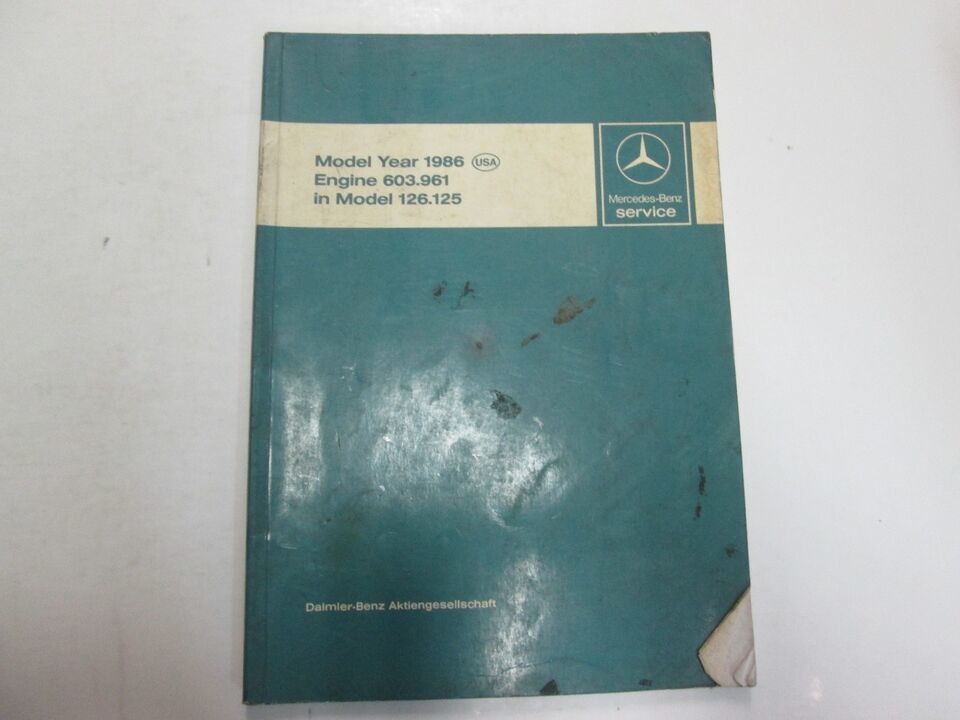 Model Year 1986 USA
Engine 603.961
in Model 126.125
Mercedes-Benz
service
Daimler-Benz Aktiengesellschaft